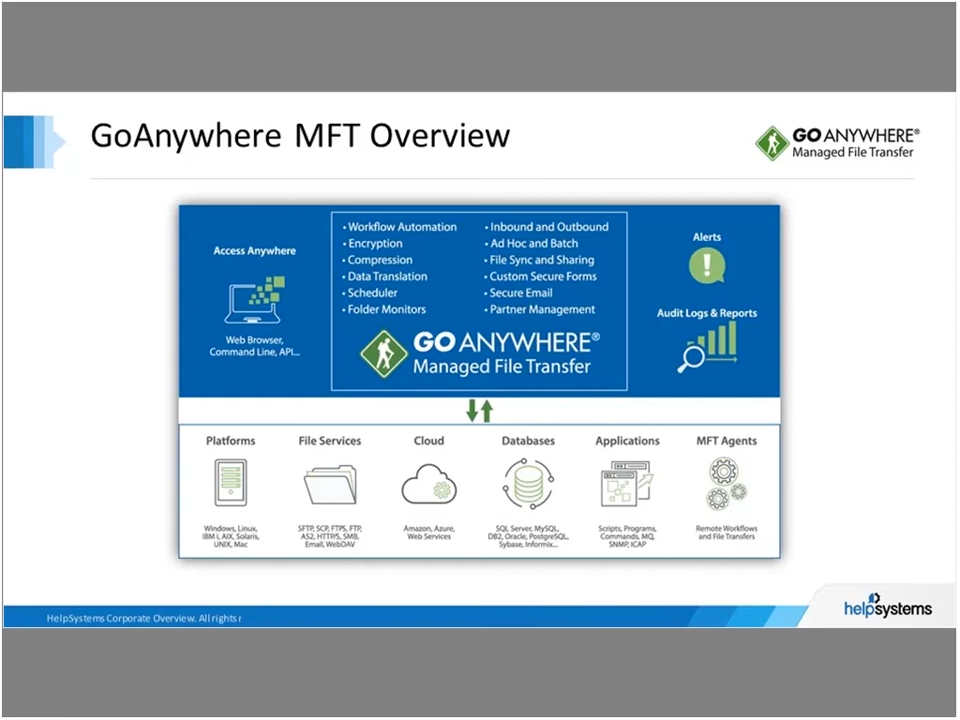 GoAnywhere MFT Overview
GO ANYWHERE®
Managed File Transfer
Access Anywhere
Web Browser,
Command Line, API...
• Workflow Automation
• Encryption
• Compression
• Data Translation
• Scheduler
• Folder Monitors
• Inbound and Outbound
• Ad Hoc and Batch
• File Sync and Sharing
• Custom Secure Forms
• Secure Email
• Partner Management
GO ANYWHERE®
Managed File Transfer
Alerts
Audit Logs & Reports
Platforms
Windows, Linux,
IBM i, AIX, Solaris,
UNIX, Mac
File Services
SFTP, SCP, FTPS, FTP,
AS2, HTTP/S, SMB,
Email, WebDAV
Cloud
Amazon, Azure,
Web Services
Databases
SQL Server, MySQL,
DB2, Oracle, PostgreSQL,
Sybase, Informix...
Applications
Scripts, Programs,
Commands, MQ,
SNMP, ICAP
MFT Agents
Remote Workflows
and File Transfers
HelpSystems Corporate Overview. All rights r
helpsystems